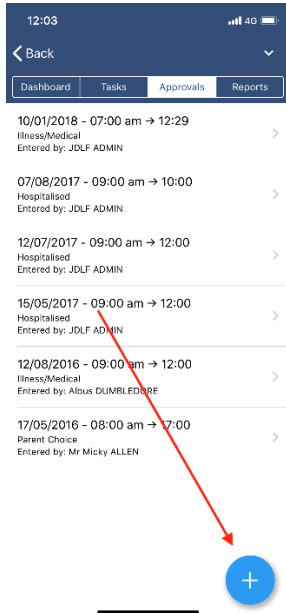 12:03
4G
Back
Dashboard Tasks Approvals Reports
10/01/2018 - 07:00 am → 12:29
Illness/Medical
Entered by: JDLF ADMIN
07/08/2017 - 09:00 am → 10:00
Hospitalised
Entered by: JDLF ADMIN
12/07/2017 - 09:00 am → 12:00
Hospitalised
Entered by: JDLF ADMIN
15/05/2017 - 09:00 am → 12:00
Hospitalised
Entered by: JDLF ADMIN
12/08/2016 - 09:00 am → 12:00
Illness/Medical
Entered by: Albus DUMBLEDORE
17/05/2016 - 08:00 am → 17:00
Parent Choice
Entered by: Mr Micky ALLEN
+